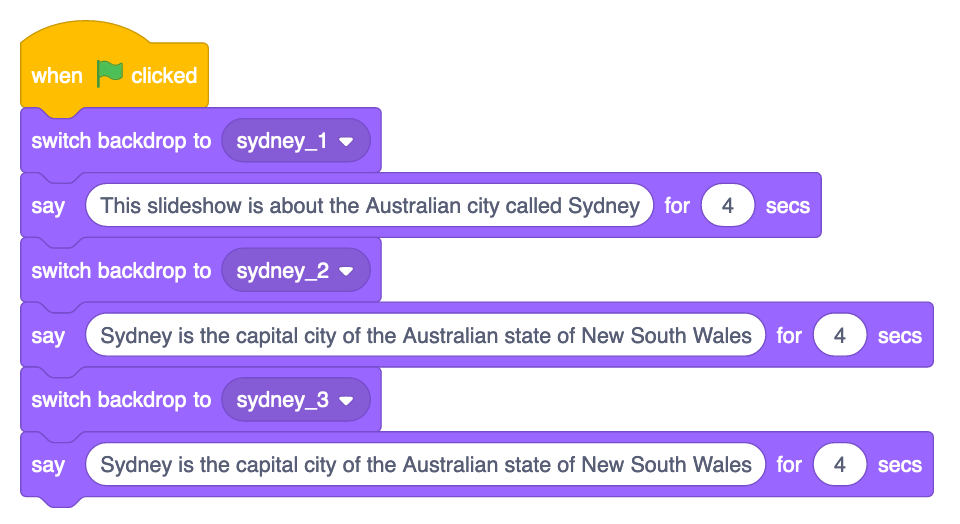 when clicked
switch backdrop to sydney_1
say This slideshow is about the Australian city called Sydney for 4 secs
switch backdrop to sydney_2
say Sydney is the capital city of the Australian state of New South Wales for 4 secs
switch backdrop to sydney_3
say Sydney is the capital city of the Australian state of New South Wales for 4 secs